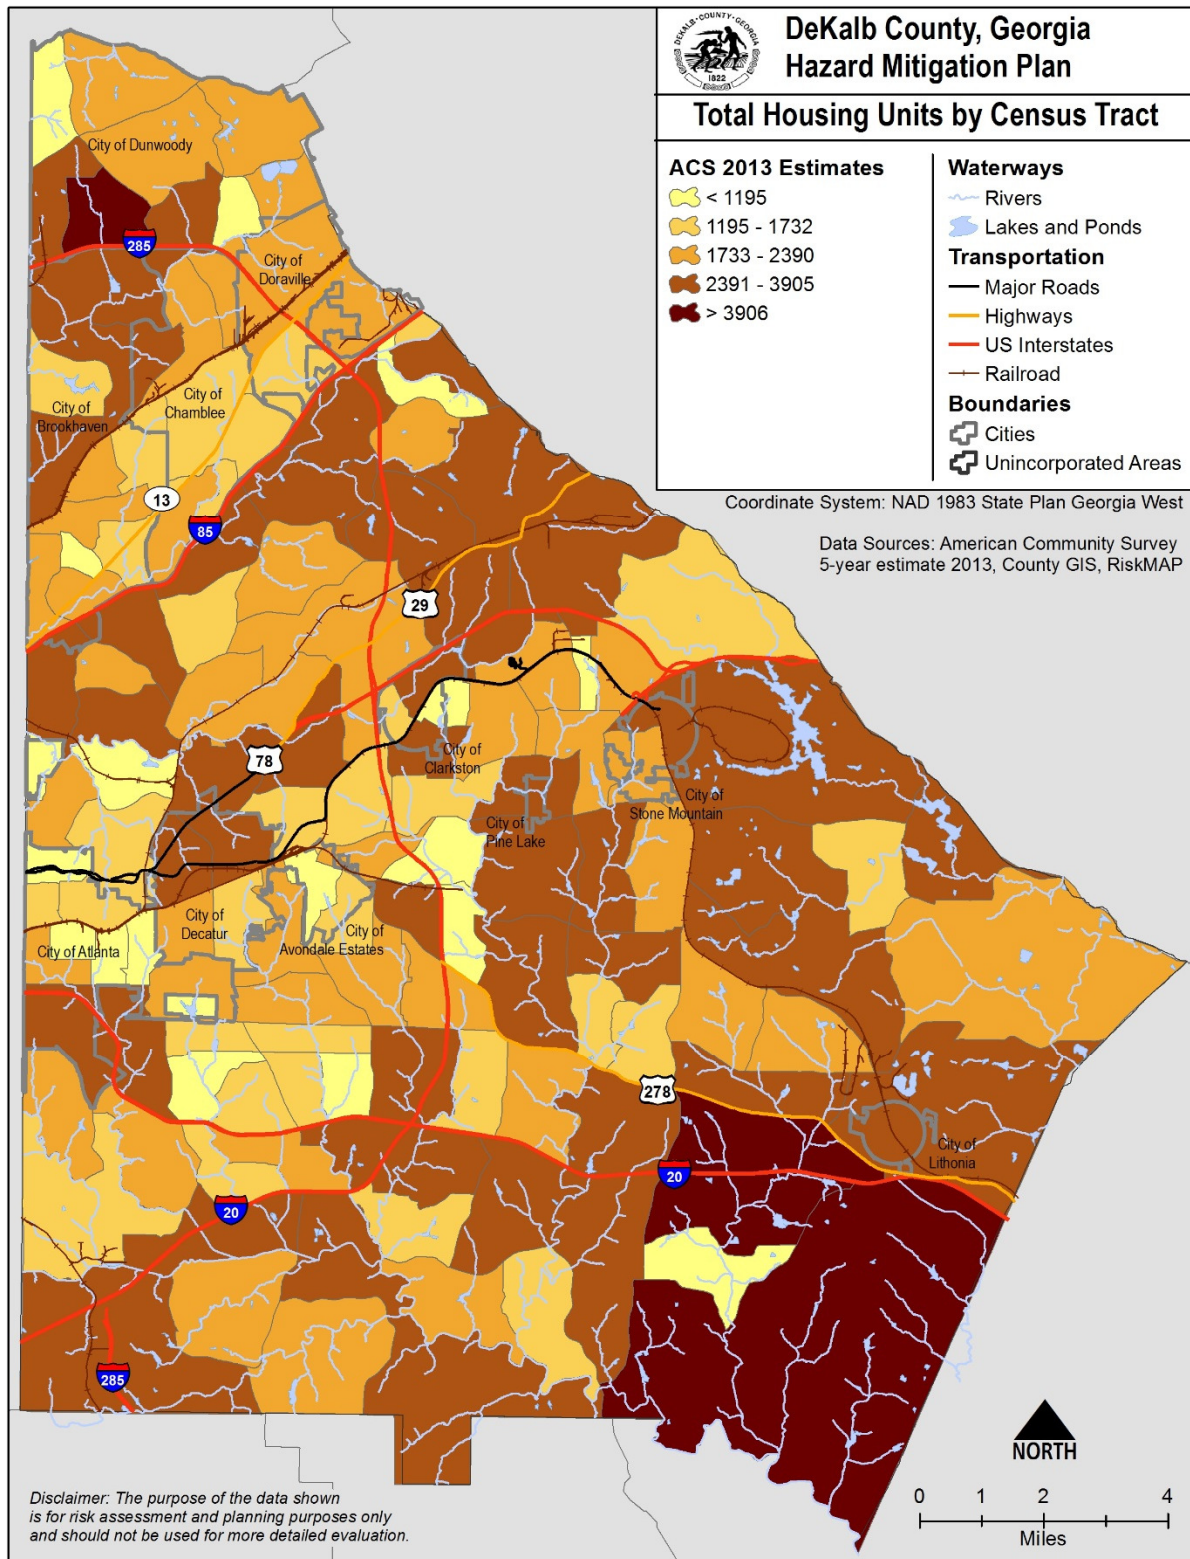 DEKALB·COUNTY·GEORGIA
1822
DeKalb County, Georgia
Hazard Mitigation Plan
Total Housing Units by Census Tract
ACS 2013 Estimates
< 1195
1195 - 1732
1733 - 2390
2391 - 3905
> 3906
Waterways
Rivers
Lakes and Ponds
Transportation
Major Roads
Highways
US Interstates
Railroad
Boundaries
Cities
Unincorporated Areas
Coordinate System: NAD 1983 State Plan Georgia West
Data Sources: American Community Survey
5-year estimate 2013, County GIS, RiskMAP
City of Dunwoody
285
City of
Doraville
City of
Chamblee
City of
Brookhaven
13
85
29
78
City of
Clarkston
City of
Stone Mountain
City of
Pine Lake
City of
Decatur
City of
Avondale Estates
City of Atlanta
278
City of
Lithonia
20
20
285
NORTH
0 1 2 4
Miles
Disclaimer: The purpose of the data shown
is for risk assessment and planning purposes only
and should not be used for more detailed evaluation.